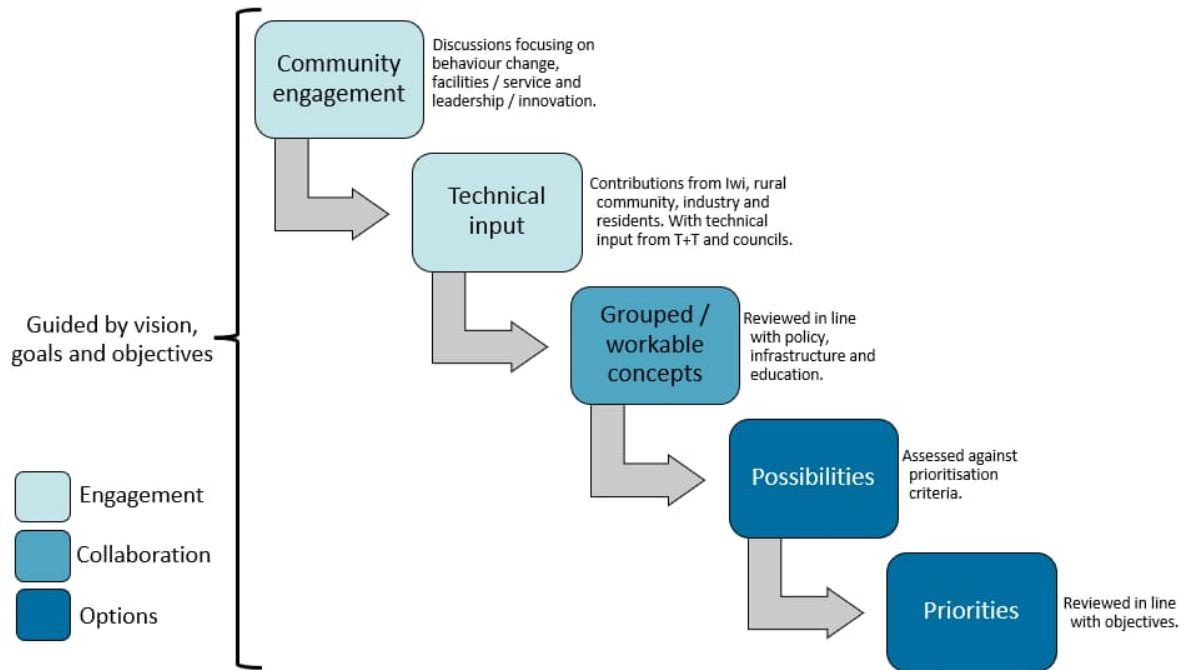 Community
engagement
Discussions focusing on
behaviour change,
facilities / service and
leadership / innovation.
Technical
input
Contributions from Iwi, rural
community, industry and
residents. With technical
input from T+T and councils.
Guided by vision,
goals and objectives
Grouped /
workable
concepts
Reviewed in line
with policy,
infrastructure and
education.
Possibilities
Assessed against
prioritisation
criteria.
Priorities
Reviewed in line
with objectives.
Engagement
Collaboration
Options